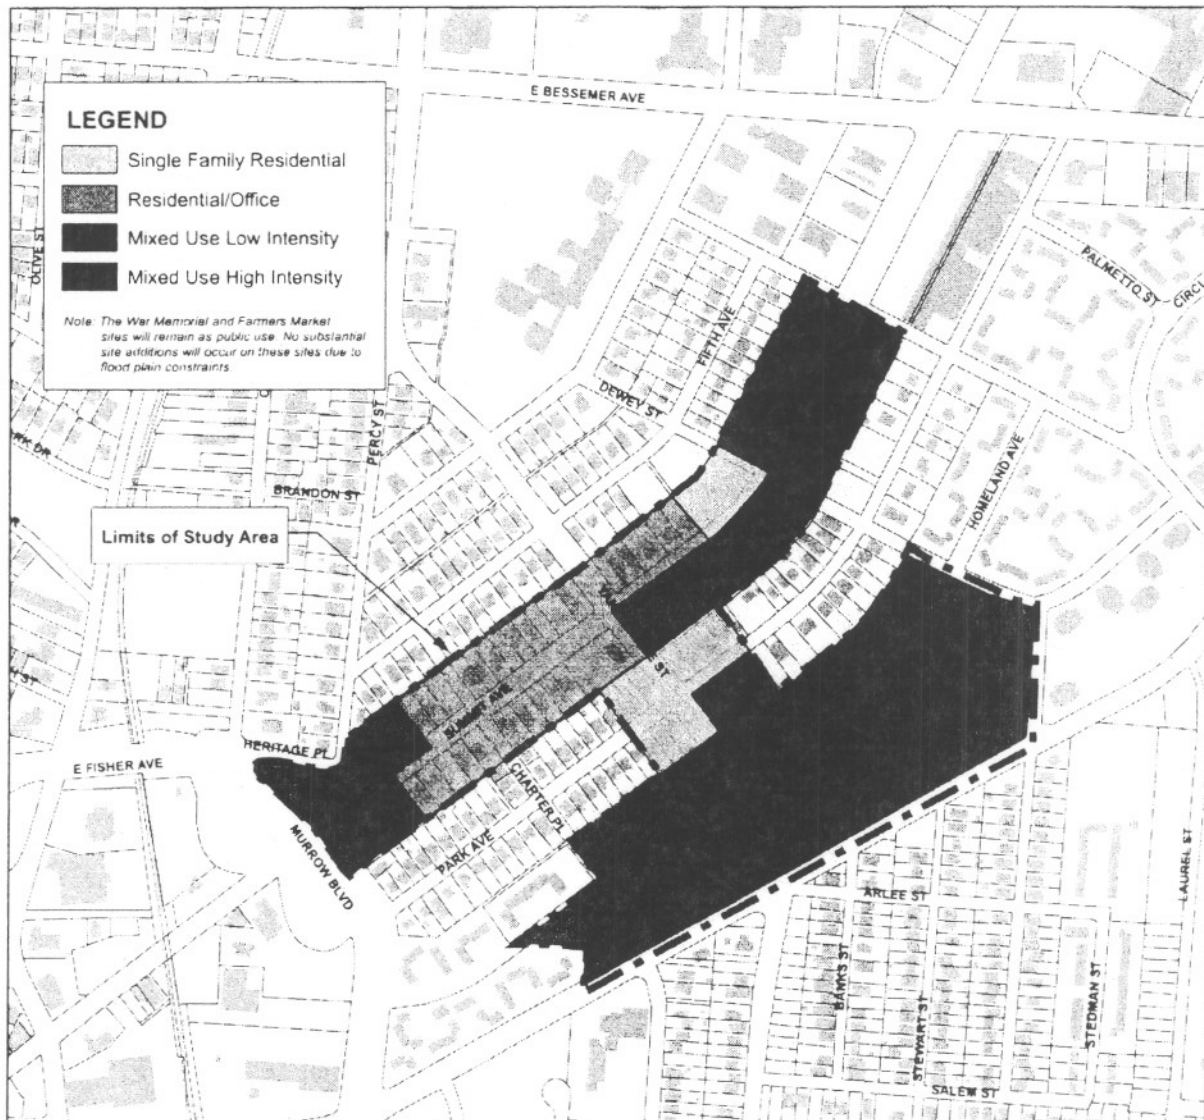 E BESSEMER AVE
LEGEND
Single Family Residential
Residential/Office
Mixed Use Low Intensity
Mixed Use High Intensity
Note: The War Memorial and Farmers Market
sites will remain as public use. No substantial
site additions will occur on these sites due to
flood plain constraints.
OLIVE ST
PALMETTO ST
FIFTH AVE
DEWEY ST
PERCY ST
HOMELAND AVE
BRANDON ST
Limits of Study Area
ST
SUMMIT AVE
HERITAGE PL
E FISHER AVE
CHARTER PL
MURROW BLVD
PARK AVE
LAUREL ST
ARLEE ST
BANKS ST
STEWART ST
STEDMAN ST
SALEM ST